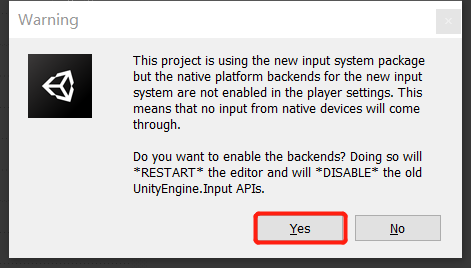 Warning
This project is using the new input system package
but the native platform backends for the new input
system are not enabled in the player settings. This
means that no input from native devices will come
through.
Do you want to enable the backends? Doing so will
*RESTART* the editor and will *DISABLE* the old
UnityEngine.Input APIs.
Yes
No